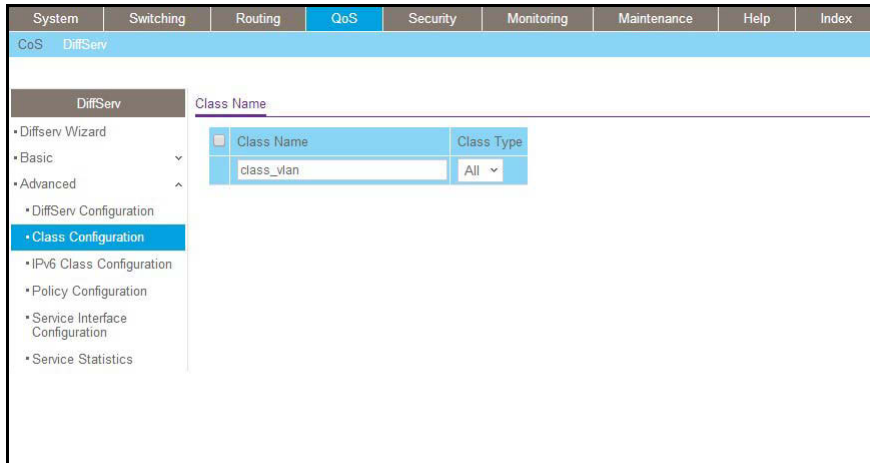 System Switching Routing QoS Security Monitoring Maintenance Help Index
CoS DiffServ
DiffServ
Class Name
Diffserv Wizard
Basic
Advanced
DiffServ Configuration
Class Configuration
IPv6 Class Configuration
Policy Configuration
Service Interface
Configuration
Service Statistics
Class Name Class Type
class_vlan All